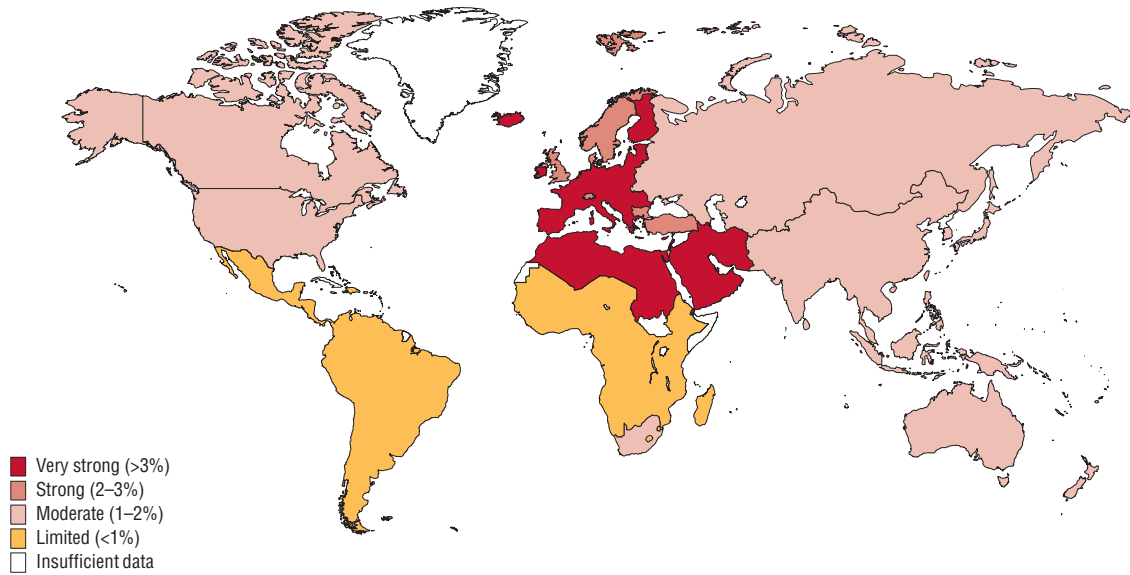 Very strong (>3%)
Strong (2–3%)
Moderate (1–2%)
Limited (<1%)
Insufficient data